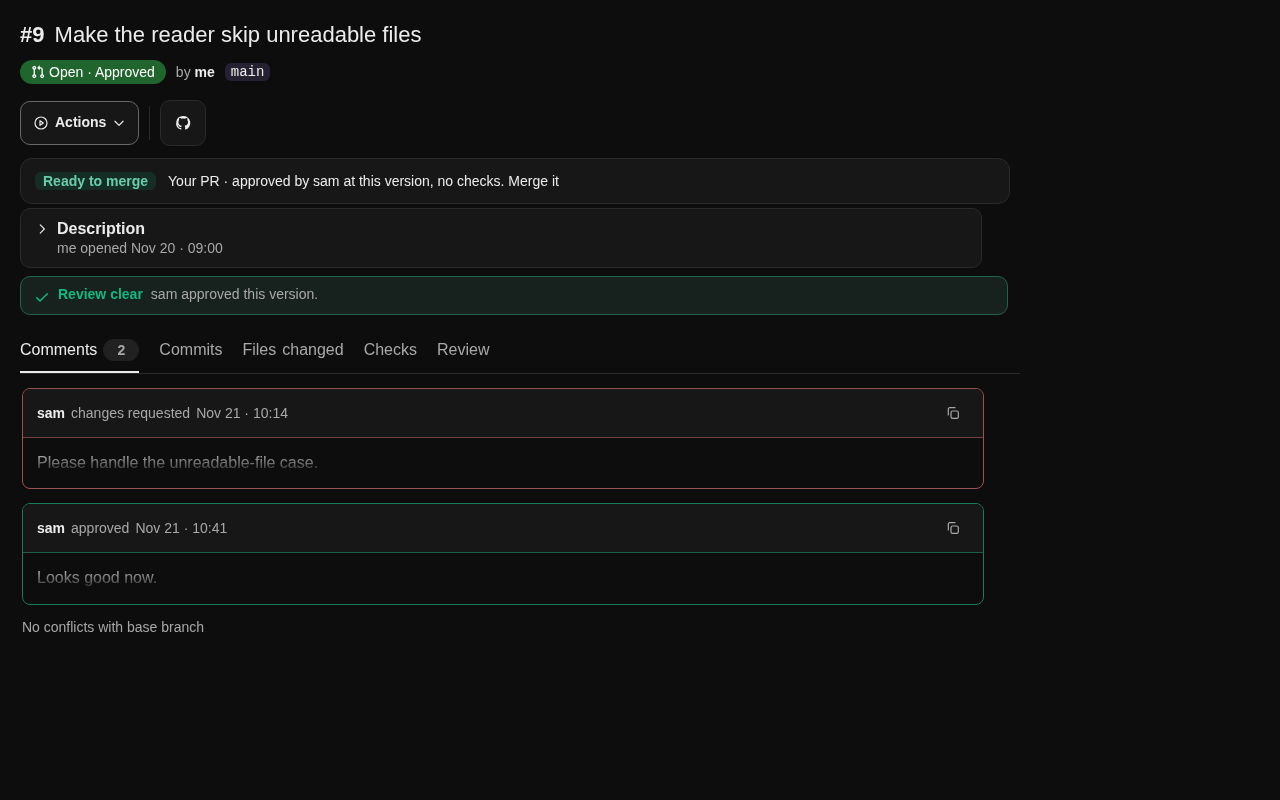 #9 Make the reader skip unreadable files
Open · Approved by me main
Actions
Ready to merge Your PR · approved by sam at this version, no checks. Merge it
Description
me opened Nov 20 · 09:00
Review clear sam approved this version.
Comments 2 Commits Files changed Checks Review
sam changes requested Nov 21 · 10:14
Please handle the unreadable-file case.
sam approved Nov 21 · 10:41
Looks good now.
No conflicts with base branch